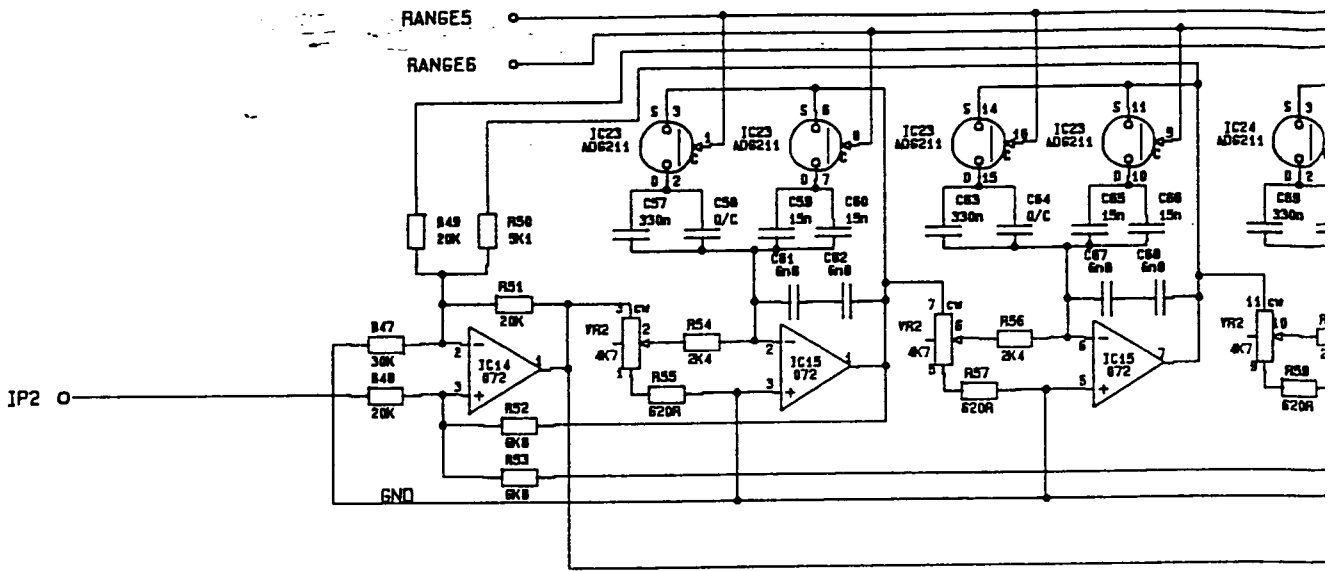 RANGE5
RANGE6
S 3
IC23
ADG211
1
C
D 2
S 6
IC23
ADG211
8
C
D 7
S 14
IC23
ADG211
16
C
D 15
S 11
IC23
ADG211
9
C
D 10
S 3
IC24
ADG211
D 2
C57
330n
C58
O/C
C59
15n
C60
15n
C61
6n8
C62
6n8
C63
330n
C64
O/C
C65
15n
C66
15n
C67
6n8
C68
6n8
C69
330n
R49
20K
R50
5K1
R51
20K
R47
30K
R48
20K
2
3
1
IC14
072
R52
6K8
R53
6K8
GND
IP2
3 CW
VR2
2
4K7
1
R54
2K4
R55
620R
2
3
1
IC15
072
7 CW
VR2
6
4K7
5
R56
2K4
R57
620R
6
5
7
IC15
072
11 CW
VR2
10
4K7
9
R59
620R